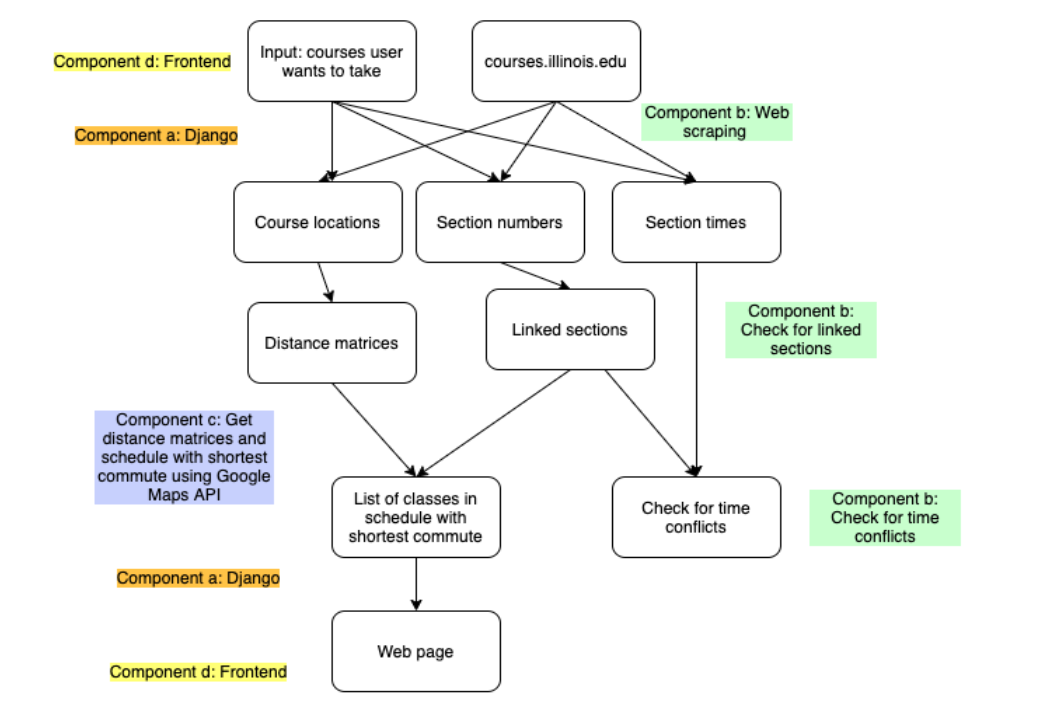 Component d: Frontend
Input: courses user
wants to take
courses.illinois.edu
Component a: Django
Component b: Web
scraping
Course locations
Section numbers
Section times
Distance matrices
Linked sections
Component b:
Check for linked
sections
Component c: Get
distance matrices and
schedule with shortest
commute using Google
Maps API
List of classes in
schedule with
shortest commute
Check for time
conflicts
Component b:
Check for time
conflicts
Component a: Django
Web page
Component d: Frontend